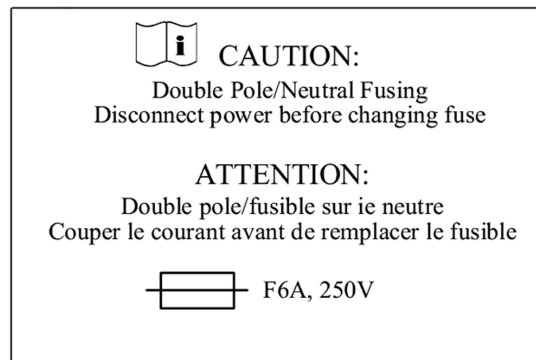 CAUTION:
Double Pole/Neutral Fusing
Disconnect power before changing fuse
ATTENTION:
Double pole/fusible sur ie neutre
Couper le courant avant de remplacer le fusible
F6A, 250V